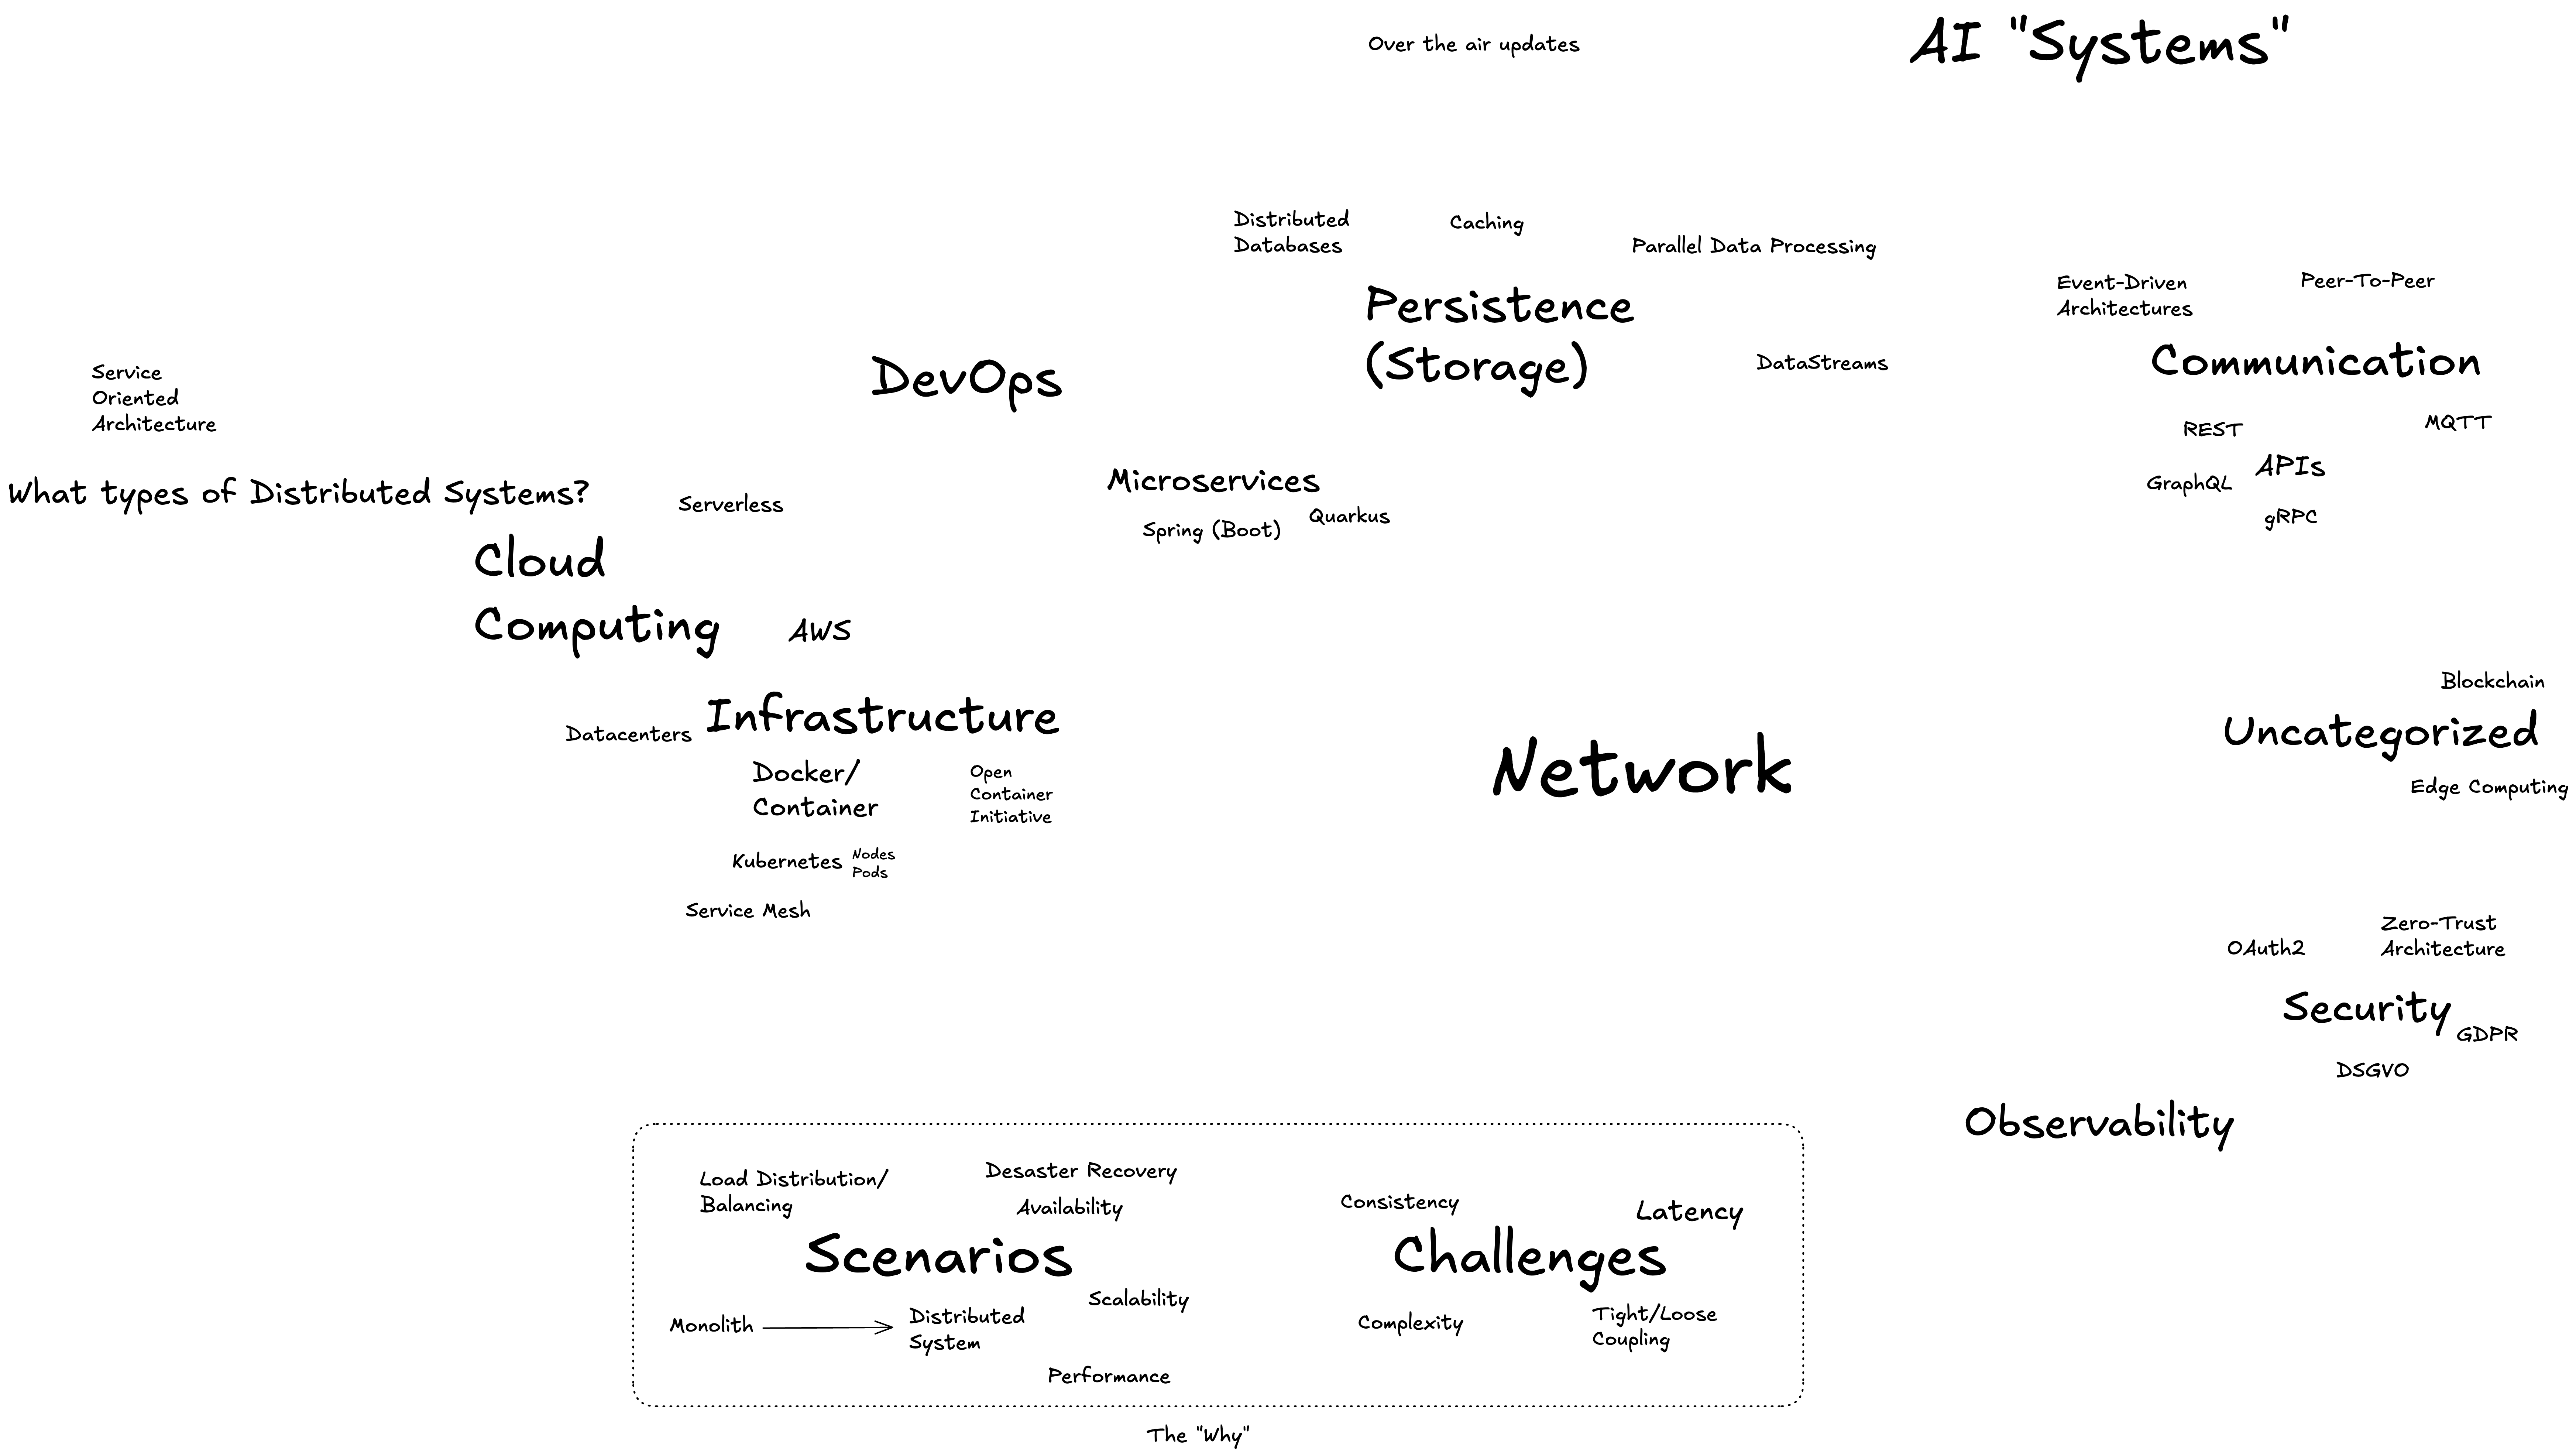 Over the air updates
AI "Systems"
Distributed
Databases
Caching
Parallel Data Processing
Persistence
(Storage)
DataStreams
Event-Driven
Architectures
Peer-To-Peer
Communication
REST
MQTT
APIs
GraphQL
gRPC
DevOps
Service
Oriented
Architecture
What types of Distributed Systems?
Serverless
Microservices
Spring (Boot)
Quarkus
Cloud
Computing
AWS
Infrastructure
Datacenters
Docker/
Container
Open
Container
Initiative
Kubernetes
Nodes
Pods
Service Mesh
Network
Blockchain
Uncategorized
Edge Computing
OAuth2
Zero-Trust
Architecture
Security
GDPR
DSGVO
Observability
Load Distribution/
Balancing
Desaster Recovery
Availability
Scenarios
Scalability
Monolith
Distributed
System
Performance
Consistency
Latency
Challenges
Complexity
Tight/Loose
Coupling
The "Why"